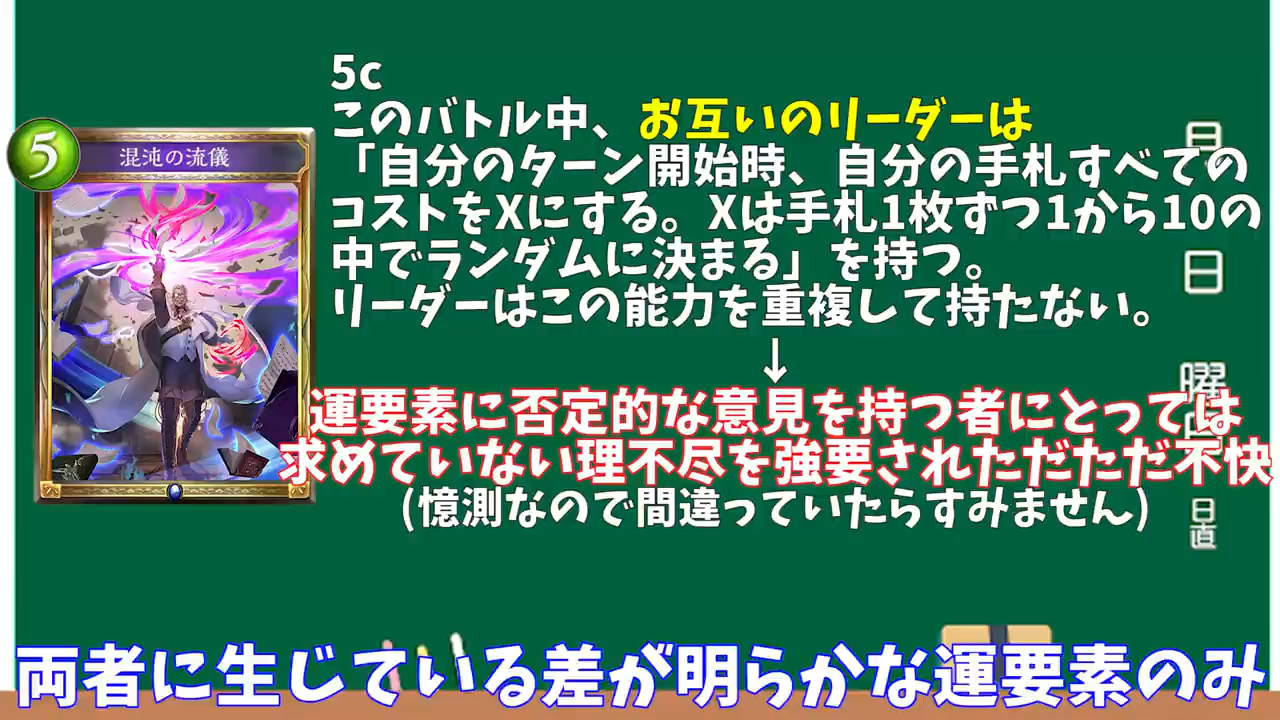 5
混沌の流儀
5c
このバトル中、お互いのリーダーは
「自分のターン開始時、自分の手札すべての
コストをXにする。Xは手札1枚ずつ1から10の
中でランダムに決まる」を持つ。
リーダーはこの能力を重複して持たない。
↓
運要素に否定的な意見を持つ者にとっては
求めていない理不尽を強要されただただ不快
(憶測なので間違っていたらすみません)
月
日
曜日
日直
両者に生じている差が明らかな運要素のみ